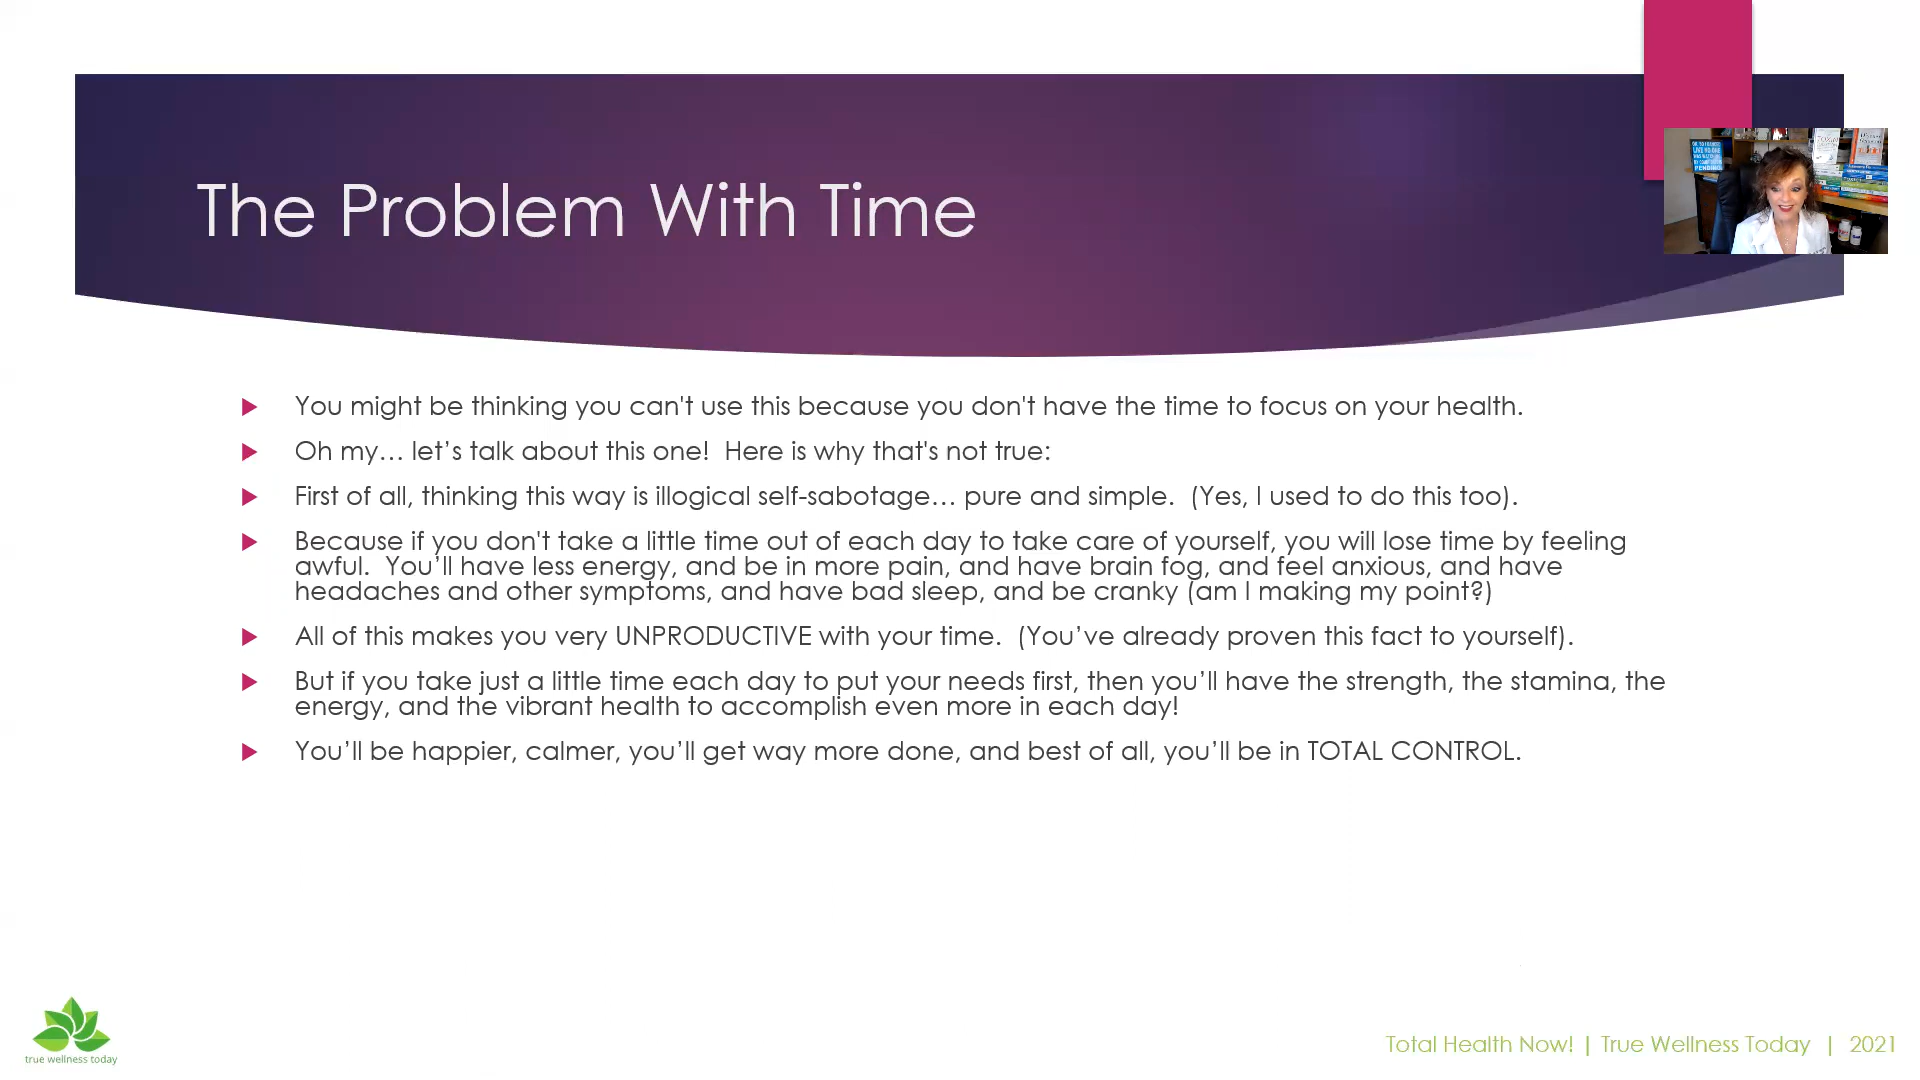 The Problem With Time
You might be thinking you can't use this because you don't have the time to focus on your health.
Oh my… let’s talk about this one!  Here is why that's not true:
First of all, thinking this way is illogical self-sabotage… pure and simple.  (Yes, I used to do this too).
Because if you don't take a little time out of each day to take care of yourself, you will lose time by feeling
awful.  You’ll have less energy, and be in more pain, and have brain fog, and feel anxious, and have
headaches and other symptoms, and have bad sleep, and be cranky (am I making my point?)
All of this makes you very UNPRODUCTIVE with your time.  (You’ve already proven this fact to yourself).
But if you take just a little time each day to put your needs first, then you’ll have the strength, the stamina, the
energy, and the vibrant health to accomplish even more in each day!
You’ll be happier, calmer, you’ll get way more done, and best of all, you’ll be in TOTAL CONTROL.
true wellness today
Total Health Now! | True Wellness Today | 2021